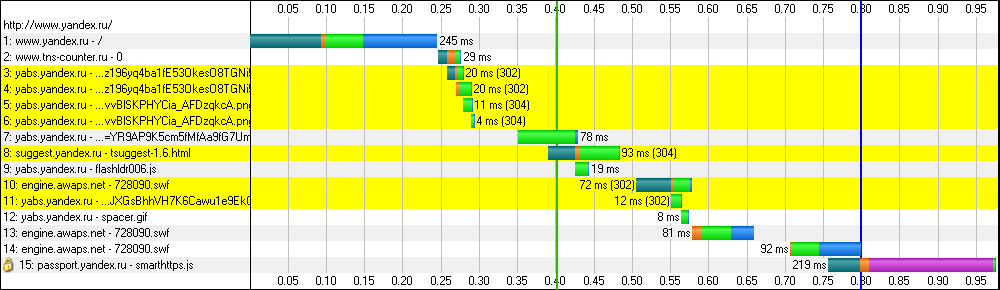 0.05 0.10 0.15 0.20 0.25 0.30 0.35 0.40 0.45 0.50 0.55 0.60 0.65 0.70 0.75 0.80 0.85 0.90 0.95
http://www.yandex.ru/
1: www.yandex.ru - / 245 ms
2: www.tns-counter.ru - 0 29 ms
3: yabs.yandex.ru - 20 ms (302)
4: yabs.yandex.ru - 20 ms (304)
5: yabs.yandex.ru - 11 ms (304)
6: yabs.yandex.ru - 4 ms (304)
7: yabs.yandex.ru - 78 ms
8: suggest.yandex.ru - tsuggest-1.6.html 93 ms (304)
9: yabs.yandex.ru - flashldr006.js 19 ms
10: engine.awaps.net - 728090.swf 72 ms (302)
11: yabs.yandex.ru - 12 ms (302)
12: yabs.yandex.ru - spacer.gif 8 ms
13: engine.awaps.net - 728090.swf 81 ms
14: engine.awaps.net - 728090.swf 92 ms
15: passport.yandex.ru - smarthttps.js 219 ms
0.05 0.10 0.15 0.20 0.25 0.30 0.35 0.40 0.45 0.50 0.55 0.60 0.65 0.70 0.75 0.80 0.85 0.90 0.95